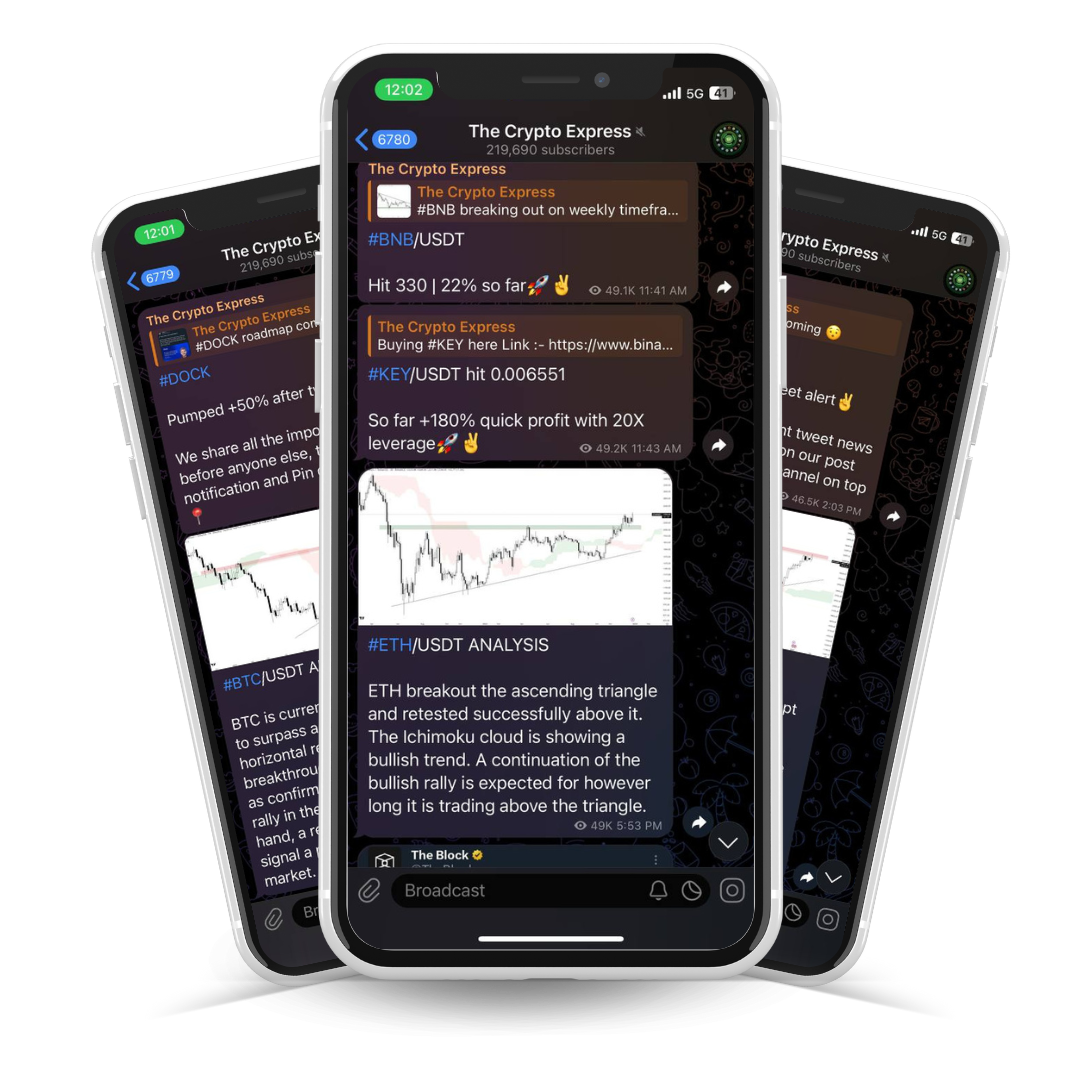 12:01
6779
The Crypto Ex
219,690 subs
The Crypto Express
The Crypto Express
#DOCK roadmap con
#DOCK
Pumped +50% after
We share all the impo
before anyone else,
notification and Pin
📍
#BTC/USDT A
BTC is curren
to surpass a
horizontal re
breakthrou
as confirm
rally in the
hand, a re
signal a
market.
Br
12:02
5G 41
6780
The Crypto Express
219,690 subscribers
The Crypto Express
The Crypto Express
#BNB breaking out on weekly timefra...
#BNB/USDT
Hit 330 | 22% so far🚀✌️
49.1K 11:41 AM
The Crypto Express
Buying #KEY here Link :- https://www.bina...
#KEY/USDT hit 0.006551
So far +180% quick profit with 20X
leverage🚀✌️
49.2K 11:43 AM
#ETH/USDT ANALYSIS
ETH breakout the ascending triangle
and retested successfully above it.
The Ichimoku cloud is showing a
bullish trend. A continuation of the
bullish rally is expected for however
long it is trading above the triangle.
49K 5:53 PM
The Block
Broadcast
5G 41
rypto Express
90 subscribers
ss
oming 😉
eet alert✌️
nt tweet news
on our post
annel on top
46.5K 2:03 PM
pt